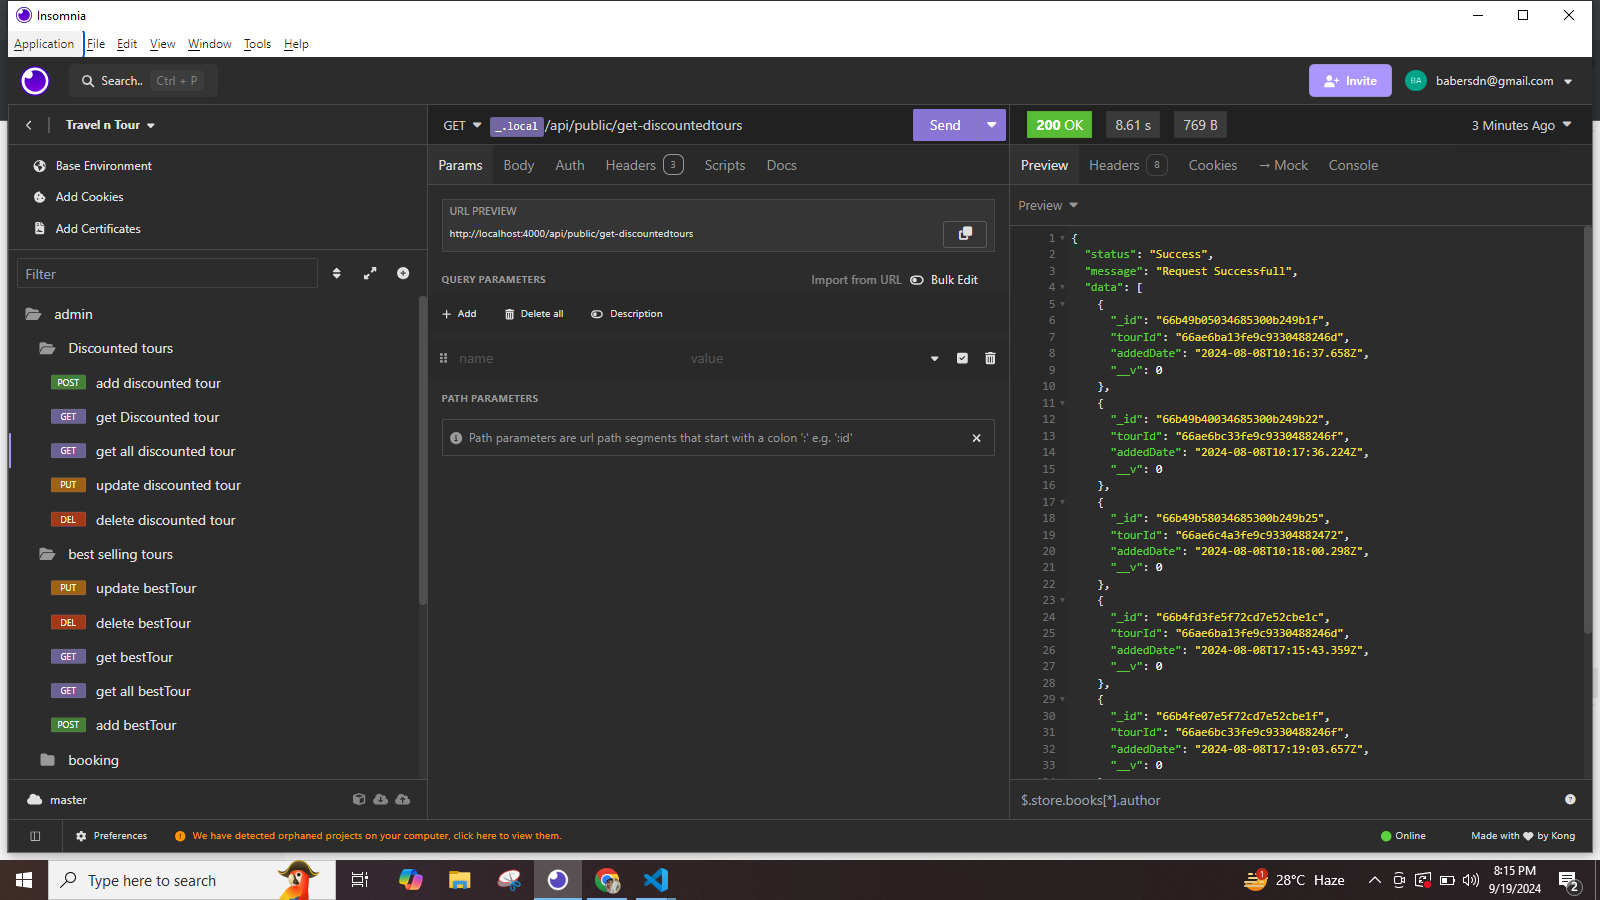 Insomnia
Application File Edit View Window Tools Help
Search.. Ctrl + P
Invite
BA babersdn@gmail.com
Travel n Tour
Base Environment
Add Cookies
Add Certificates
Filter
admin
Discounted tours
POST add discounted tour
GET get Discounted tour
GET get all discounted tour
PUT update discounted tour
DEL delete discounted tour
best selling tours
PUT update bestTour
DEL delete bestTour
GET get bestTour
GET get all bestTour
POST add bestTour
booking
master
GET _.local /api/public/get-discountedtours Send
Params Body Auth Headers 3 Scripts Docs
URL PREVIEW
http://localhost:4000/api/public/get-discountedtours
QUERY PARAMETERS Import from URL Bulk Edit
+ Add Delete all Description
name value
PATH PARAMETERS
Path parameters are url path segments that start with a colon ':' e.g. ':id'
200 OK 8.61 s 769 B 3 Minutes Ago
Preview Headers 8 Cookies → Mock Console
Preview
1 {
2 "status": "Success",
3 "message": "Request Successfull",
4 "data": [
5 {
6 "_id": "66b49b05034685300b249b1f",
7 "tourId": "66ae6ba13fe9c9330488246d",
8 "addedDate": "2024-08-08T10:16:37.658Z",
9 "__v": 0
10 },
11 {
12 "_id": "66b49b40034685300b249b22",
13 "tourId": "66ae6bc33fe9c9330488246f",
14 "addedDate": "2024-08-08T10:17:36.224Z",
15 "__v": 0
16 },
17 {
18 "_id": "66b49b58034685300b249b25",
19 "tourId": "66ae6c4a3fe9c93304882472",
20 "addedDate": "2024-08-08T10:18:00.298Z",
21 "__v": 0
22 },
23 {
24 "_id": "66b4fd3fe5f72cd7e52cbe1c",
25 "tourId": "66ae6ba13fe9c9330488246d",
26 "addedDate": "2024-08-08T17:15:43.359Z",
27 "__v": 0
28 },
29 {
30 "_id": "66b4fe07e5f72cd7e52cbe1f",
31 "tourId": "66ae6bc33fe9c9330488246f",
32 "addedDate": "2024-08-08T17:19:03.657Z",
33 "__v": 0
$.store.books[*].author
Preferences
We have detected orphaned projects on your computer, click here to view them.
Online
Made with ♥ by Kong
Type here to search
1
28°C Haze
8:15 PM
9/19/2024
2